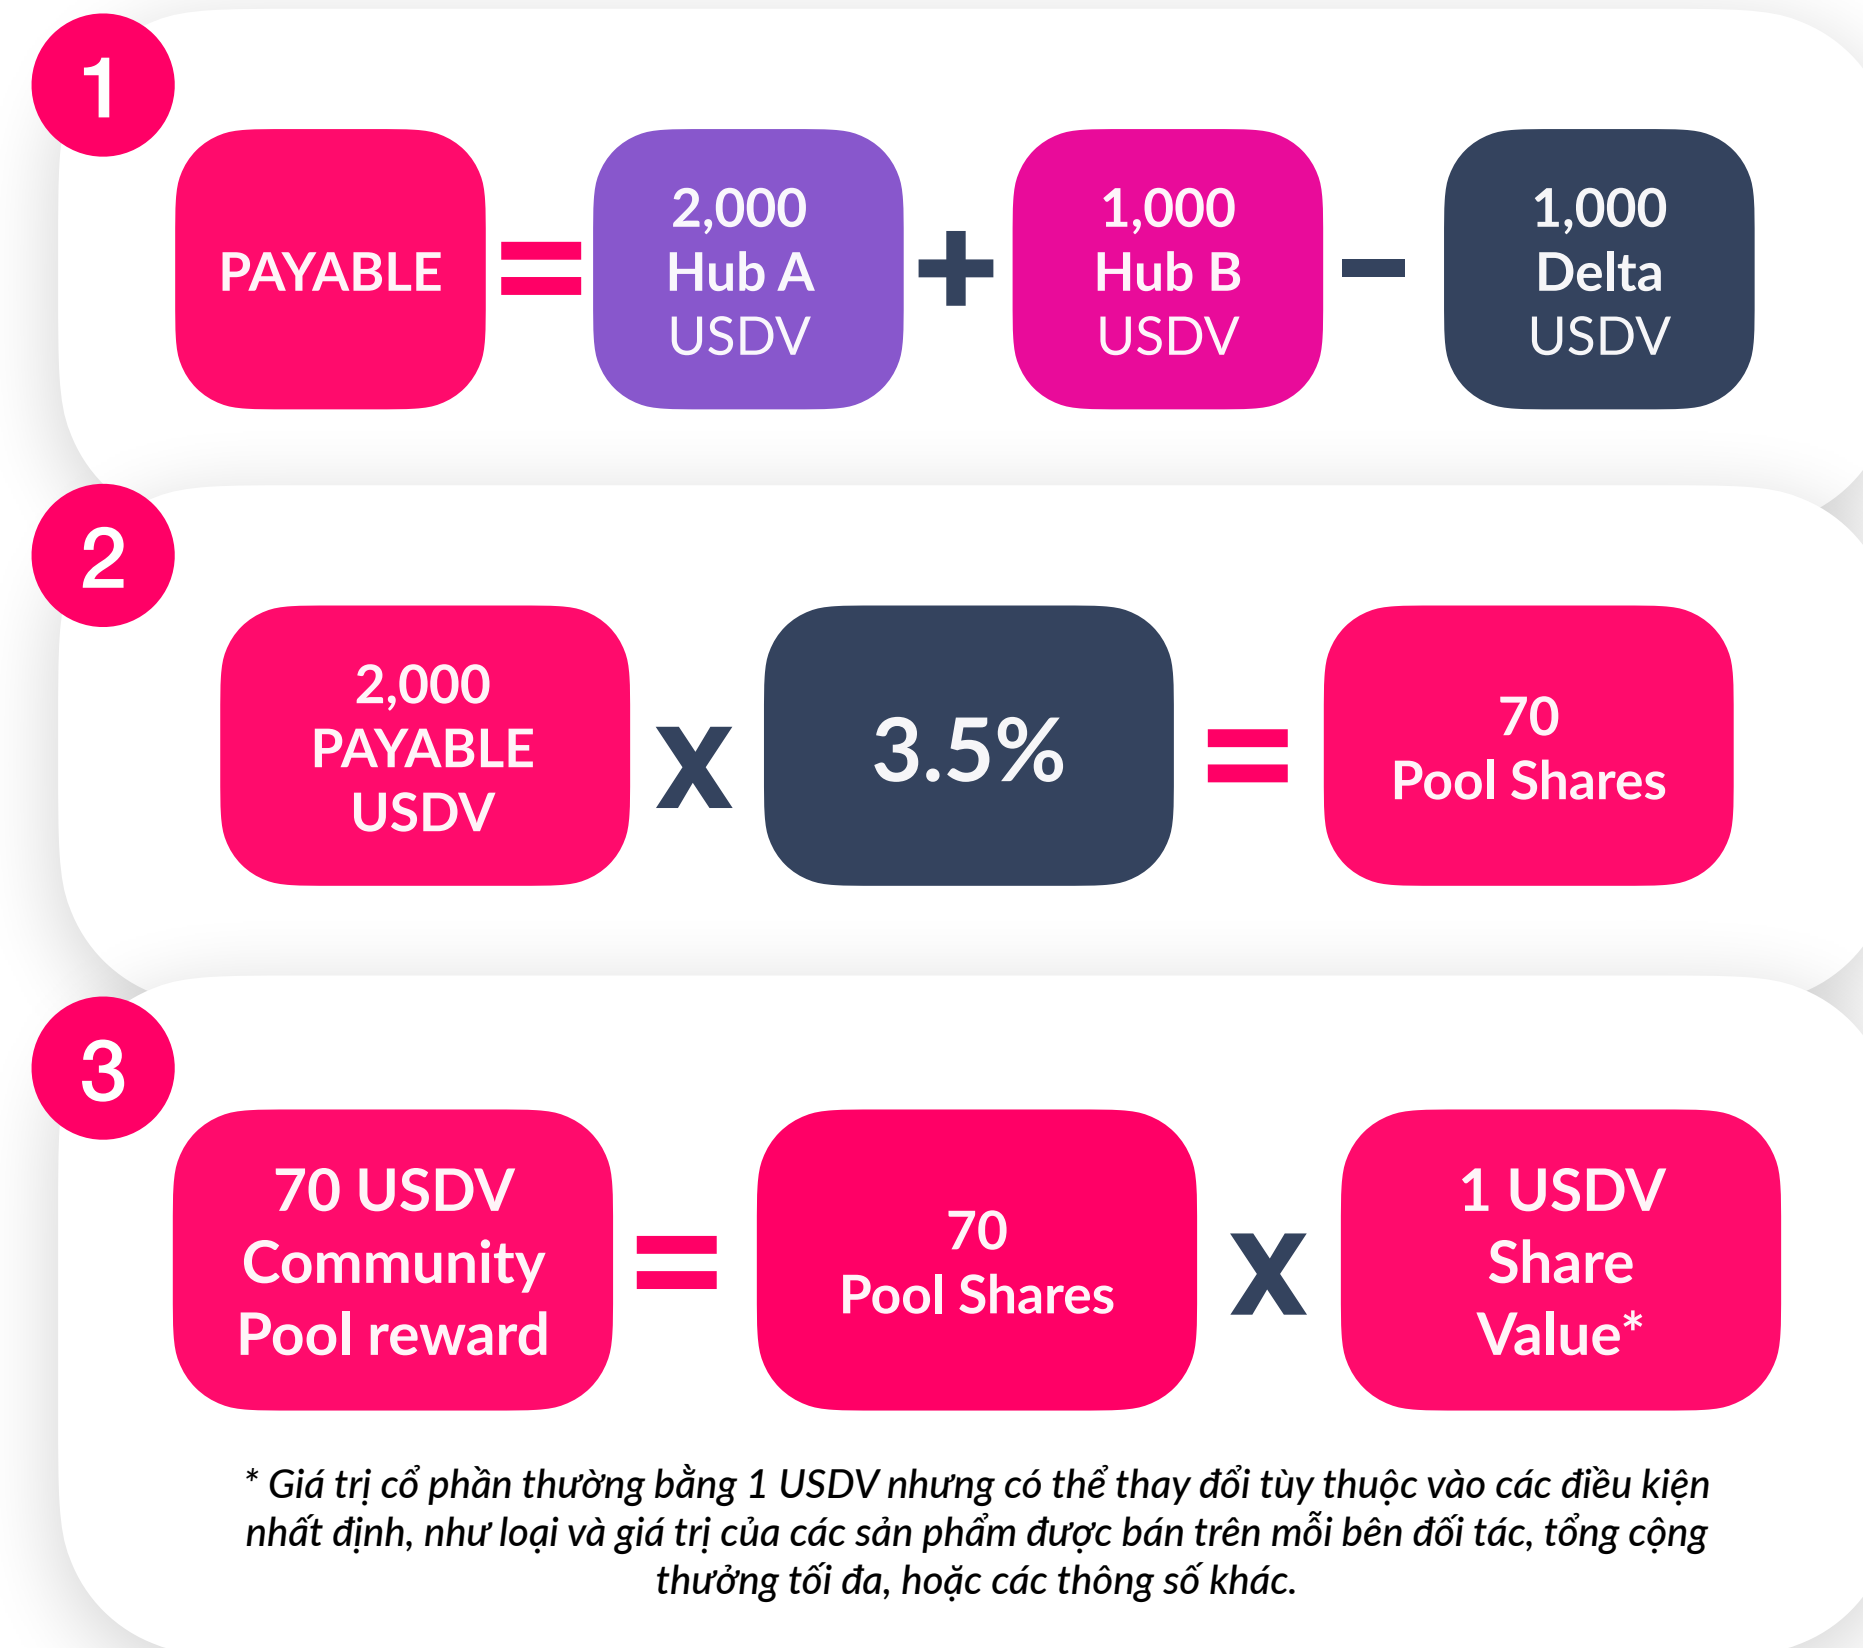 1
PAYABLE
=
2,000
Hub A
USDV
+
1,000
Hub B
USDV
-
1,000
Delta
USDV
2
2,000
PAYABLE
USDV
x
3.5%
=
70
Pool Shares
3
70 USDV
Community
Pool reward
=
70
Pool Shares
x
1 USDV
Share
Value*
* Giá trị cổ phần thường bằng 1 USDV nhưng có thể thay đổi tùy thuộc vào các điều kiện
nhất định, như loại và giá trị của các sản phẩm được bán trên mỗi bên đối tác, tổng cộng
thưởng tối đa, hoặc các thông số khác.